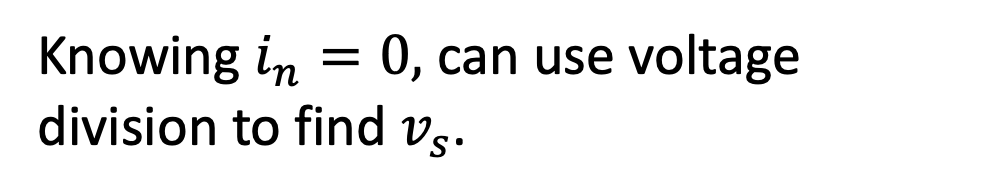 Knowing iₙ = 0, can use voltage
division to find vₛ.